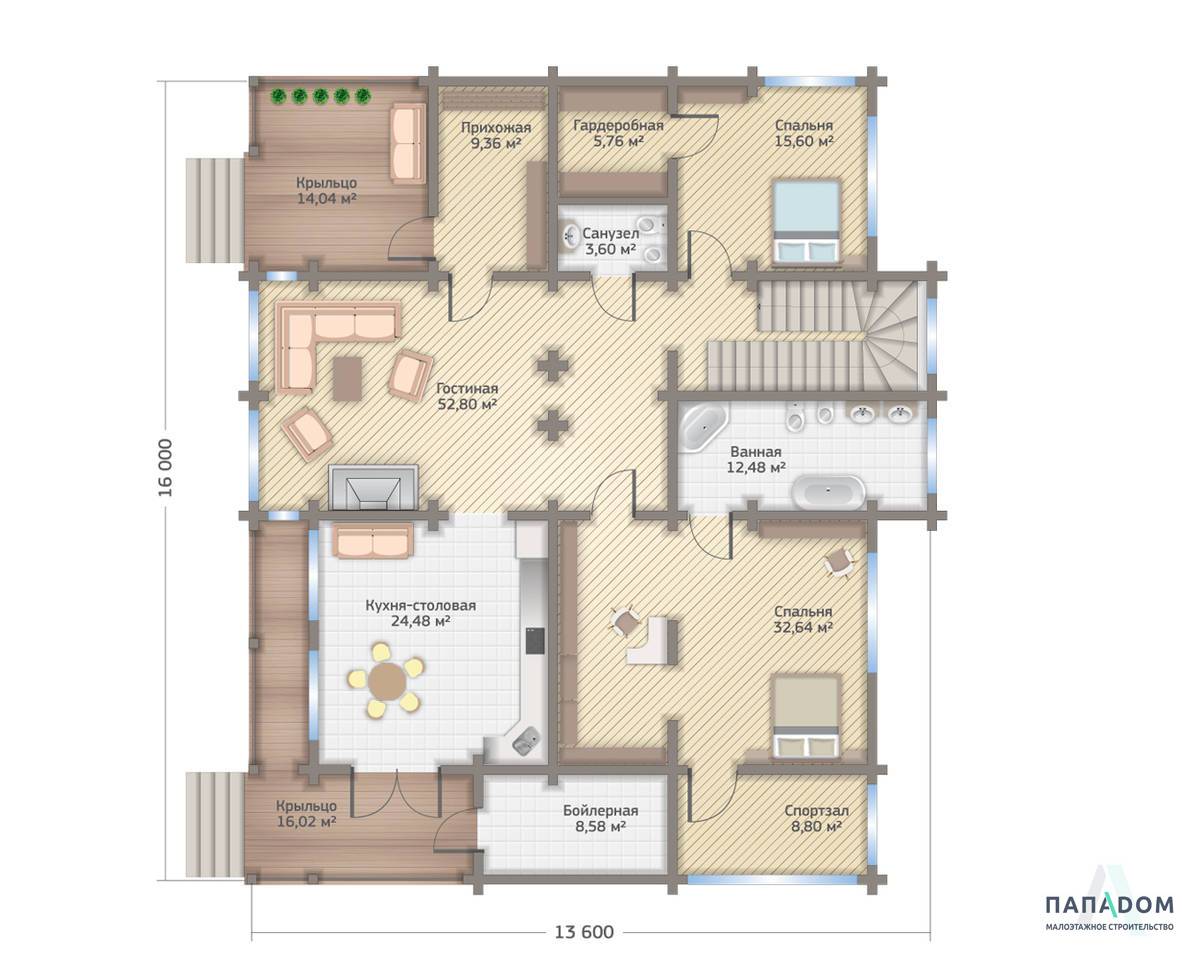 Прихожая
9,36 м²
Гардеробная
5,76 м²
Спальня
15,60 м²
Крыльцо
14,04 м²
Санузел
3,60 м²
Гостиная
52,80 м²
Ванная
12,48 м²
16 000
Кухня-столовая
24,48 м²
Спальня
32,64 м²
Крыльцо
16,02 м²
Бойлерная
8,58 м²
Спортзал
8,80 м²
13 600
ПАПАDOM
МАЛОЭТАЖНОЕ СТРОИТЕЛЬСТВО